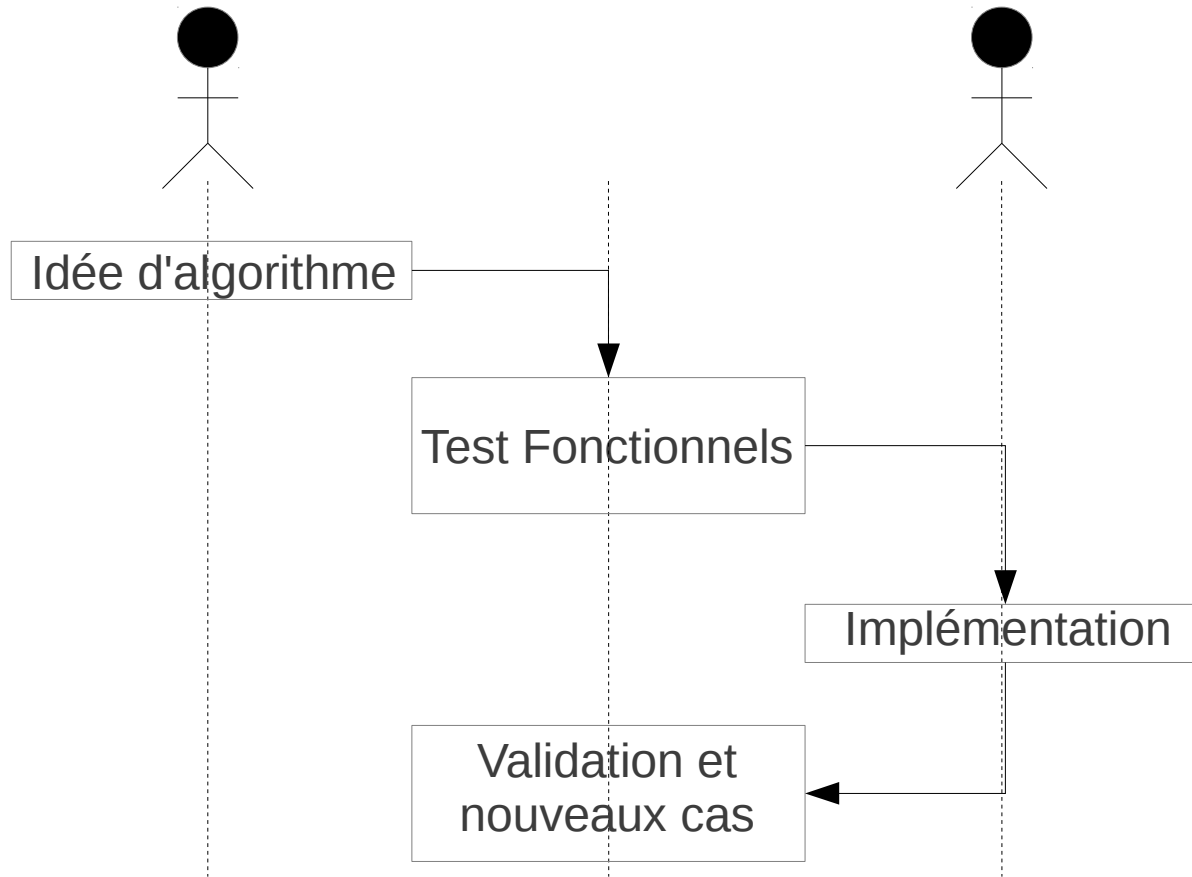 Idée d'algorithme
Test Fonctionnels
Implémentation
Validation et
nouveaux cas